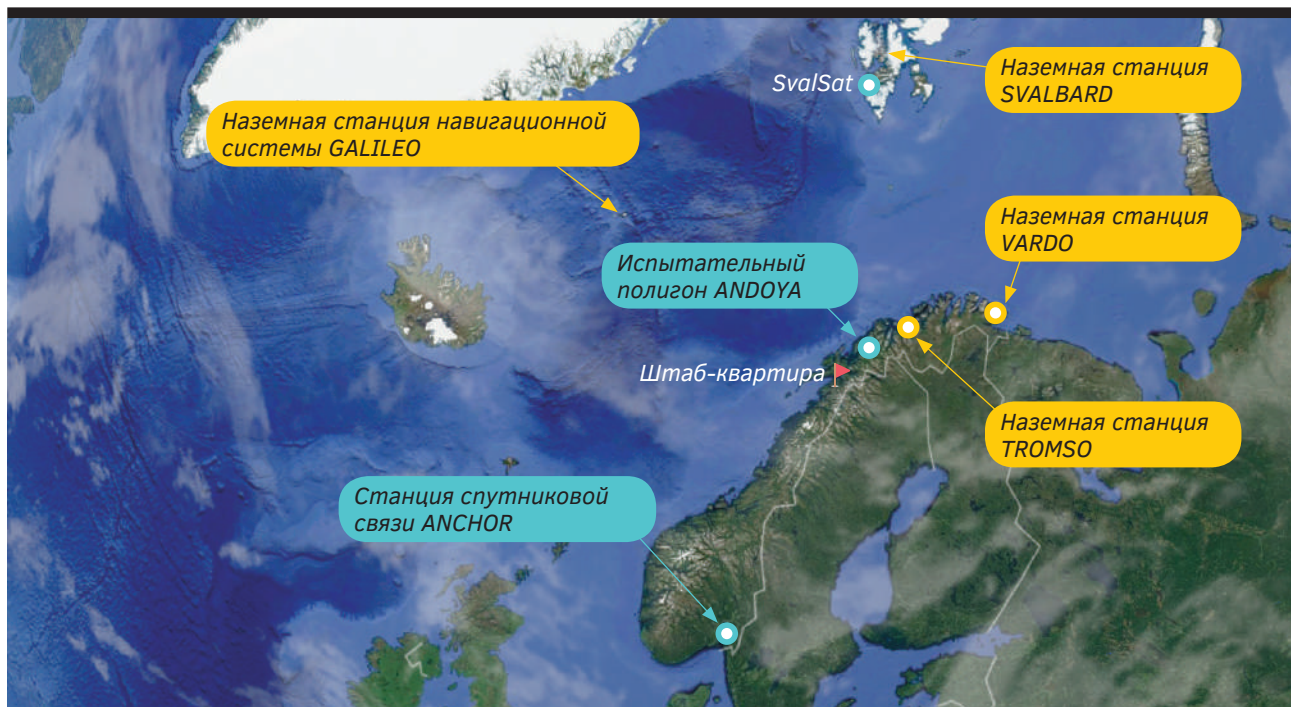 SvalSat
Наземная станция
SVALBARD
Наземная станция навигационной
системы GALILEO
Наземная станция
VARDO
Испытательный
полигон ANDOYA
Штаб-квартира
Наземная станция
TROMSO
Станция спутниковой
связи ANCHOR